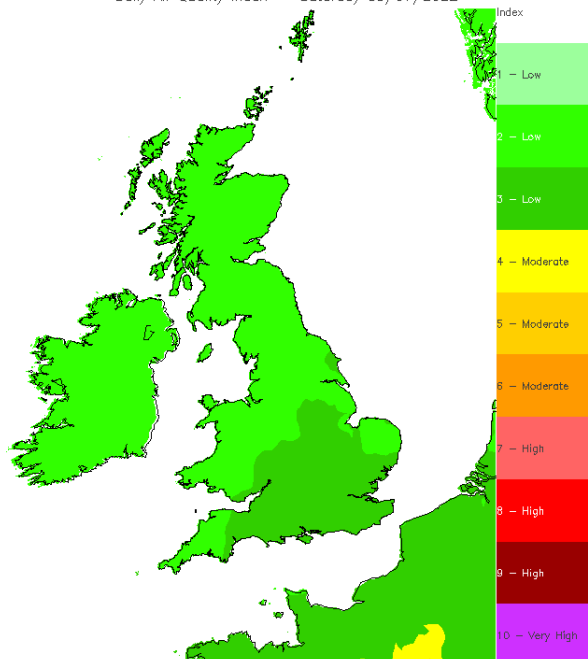 Index
1 - Low
2 - Low
3 - Low
4 - Moderate
5 - Moderate
6 - Moderate
7 - High
8 - High
9 - High
10 - Very High